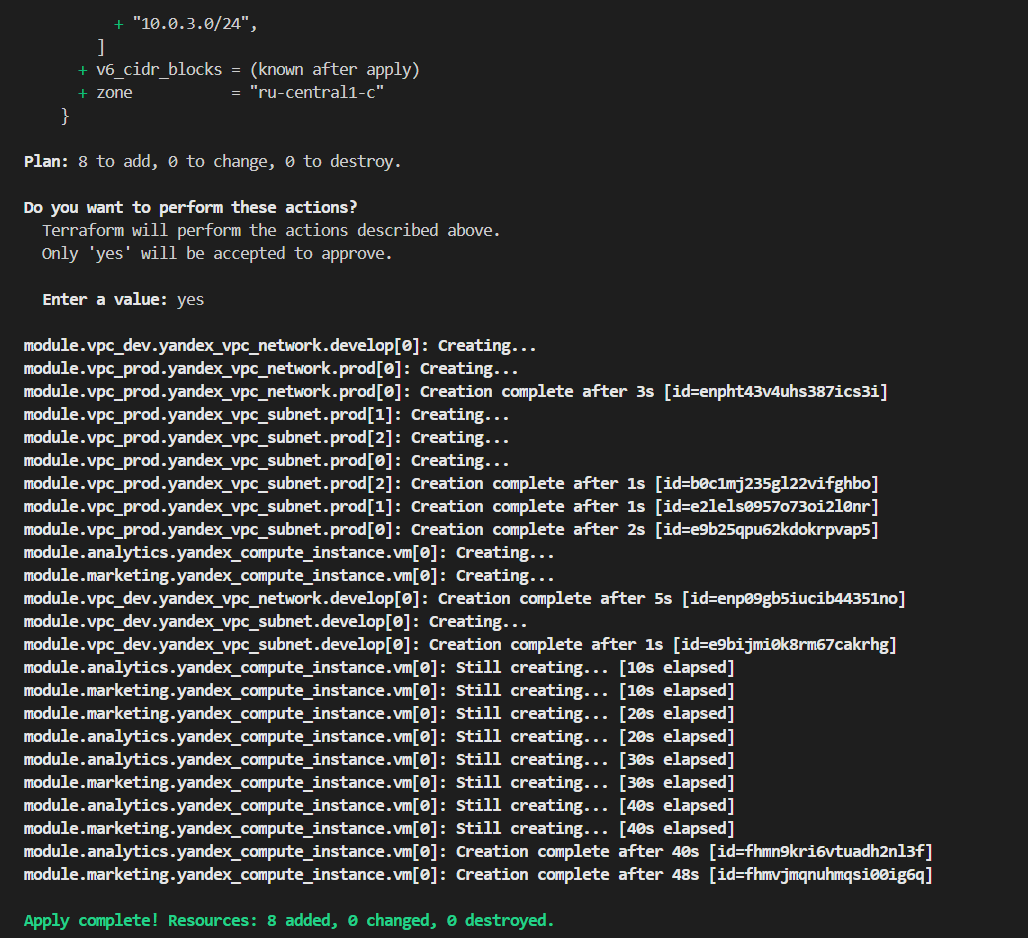 + "10.0.3.0/24",
]
+ v6_cidr_blocks = (known after apply)
+ zone = "ru-central1-c"
}
Plan: 8 to add, 0 to change, 0 to destroy.
Do you want to perform these actions?
Terraform will perform the actions described above.
Only 'yes' will be accepted to approve.
Enter a value: yes
module.vpc_dev.yandex_vpc_network.develop[0]: Creating...
module.vpc_prod.yandex_vpc_network.prod[0]: Creating...
module.vpc_prod.yandex_vpc_network.prod[0]: Creation complete after 3s [id=enpht43v4uhs387ics3i]
module.vpc_prod.yandex_vpc_subnet.prod[1]: Creating...
module.vpc_prod.yandex_vpc_subnet.prod[2]: Creating...
module.vpc_prod.yandex_vpc_subnet.prod[0]: Creating...
module.vpc_prod.yandex_vpc_subnet.prod[2]: Creation complete after 1s [id=b0c1mj235gl22vifghbo]
module.vpc_prod.yandex_vpc_subnet.prod[1]: Creation complete after 1s [id=e2lels0957o73oi2l0nr]
module.vpc_prod.yandex_vpc_subnet.prod[0]: Creation complete after 2s [id=e9b25qpu62kdokrpvap5]
module.analytics.yandex_compute_instance.vm[0]: Creating...
module.marketing.yandex_compute_instance.vm[0]: Creating...
module.vpc_dev.yandex_vpc_network.develop[0]: Creation complete after 5s [id=enp09gb5iucib44351no]
module.vpc_dev.yandex_vpc_subnet.develop[0]: Creating...
module.vpc_dev.yandex_vpc_subnet.develop[0]: Creation complete after 1s [id=e9bijmi0k8rm67cakrhg]
module.analytics.yandex_compute_instance.vm[0]: Still creating... [10s elapsed]
module.marketing.yandex_compute_instance.vm[0]: Still creating... [10s elapsed]
module.marketing.yandex_compute_instance.vm[0]: Still creating... [20s elapsed]
module.analytics.yandex_compute_instance.vm[0]: Still creating... [20s elapsed]
module.analytics.yandex_compute_instance.vm[0]: Still creating... [30s elapsed]
module.marketing.yandex_compute_instance.vm[0]: Still creating... [30s elapsed]
module.analytics.yandex_compute_instance.vm[0]: Still creating... [40s elapsed]
module.marketing.yandex_compute_instance.vm[0]: Still creating... [40s elapsed]
module.analytics.yandex_compute_instance.vm[0]: Creation complete after 40s [id=fhmn9kri6vtuadh2nl3f]
module.marketing.yandex_compute_instance.vm[0]: Creation complete after 48s [id=fhmvjmqnuhmqsi00ig6q]
Apply complete! Resources: 8 added, 0 changed, 0 destroyed.